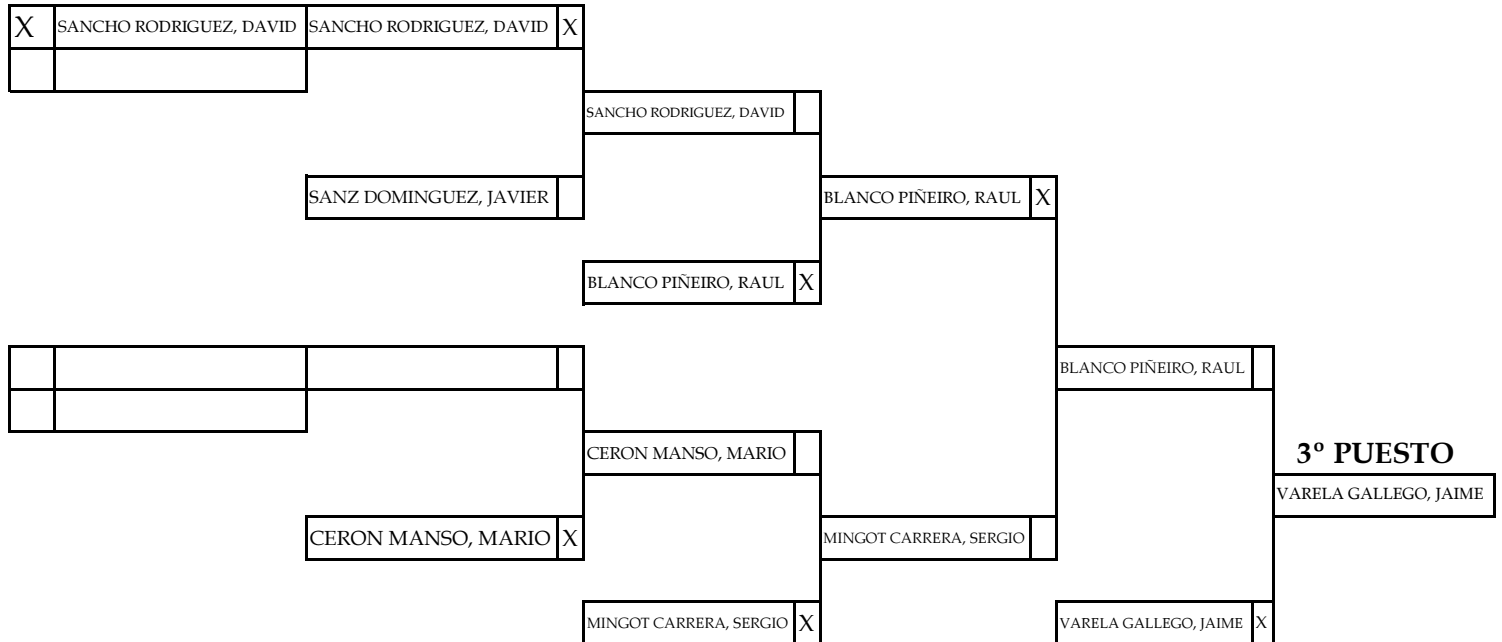 X SANCHO RODRIGUEZ, DAVID SANCHO RODRIGUEZ, DAVID X
SANCHO RODRIGUEZ, DAVID
SANZ DOMINGUEZ, JAVIER BLANCO PIÑEIRO, RAUL X
BLANCO PIÑEIRO, RAUL X
BLANCO PIÑEIRO, RAUL
CERON MANSO, MARIO 3º PUESTO
VARELA GALLEGO, JAIME
CERON MANSO, MARIO X MINGOT CARRERA, SERGIO
MINGOT CARRERA, SERGIO X VARELA GALLEGO, JAIME X